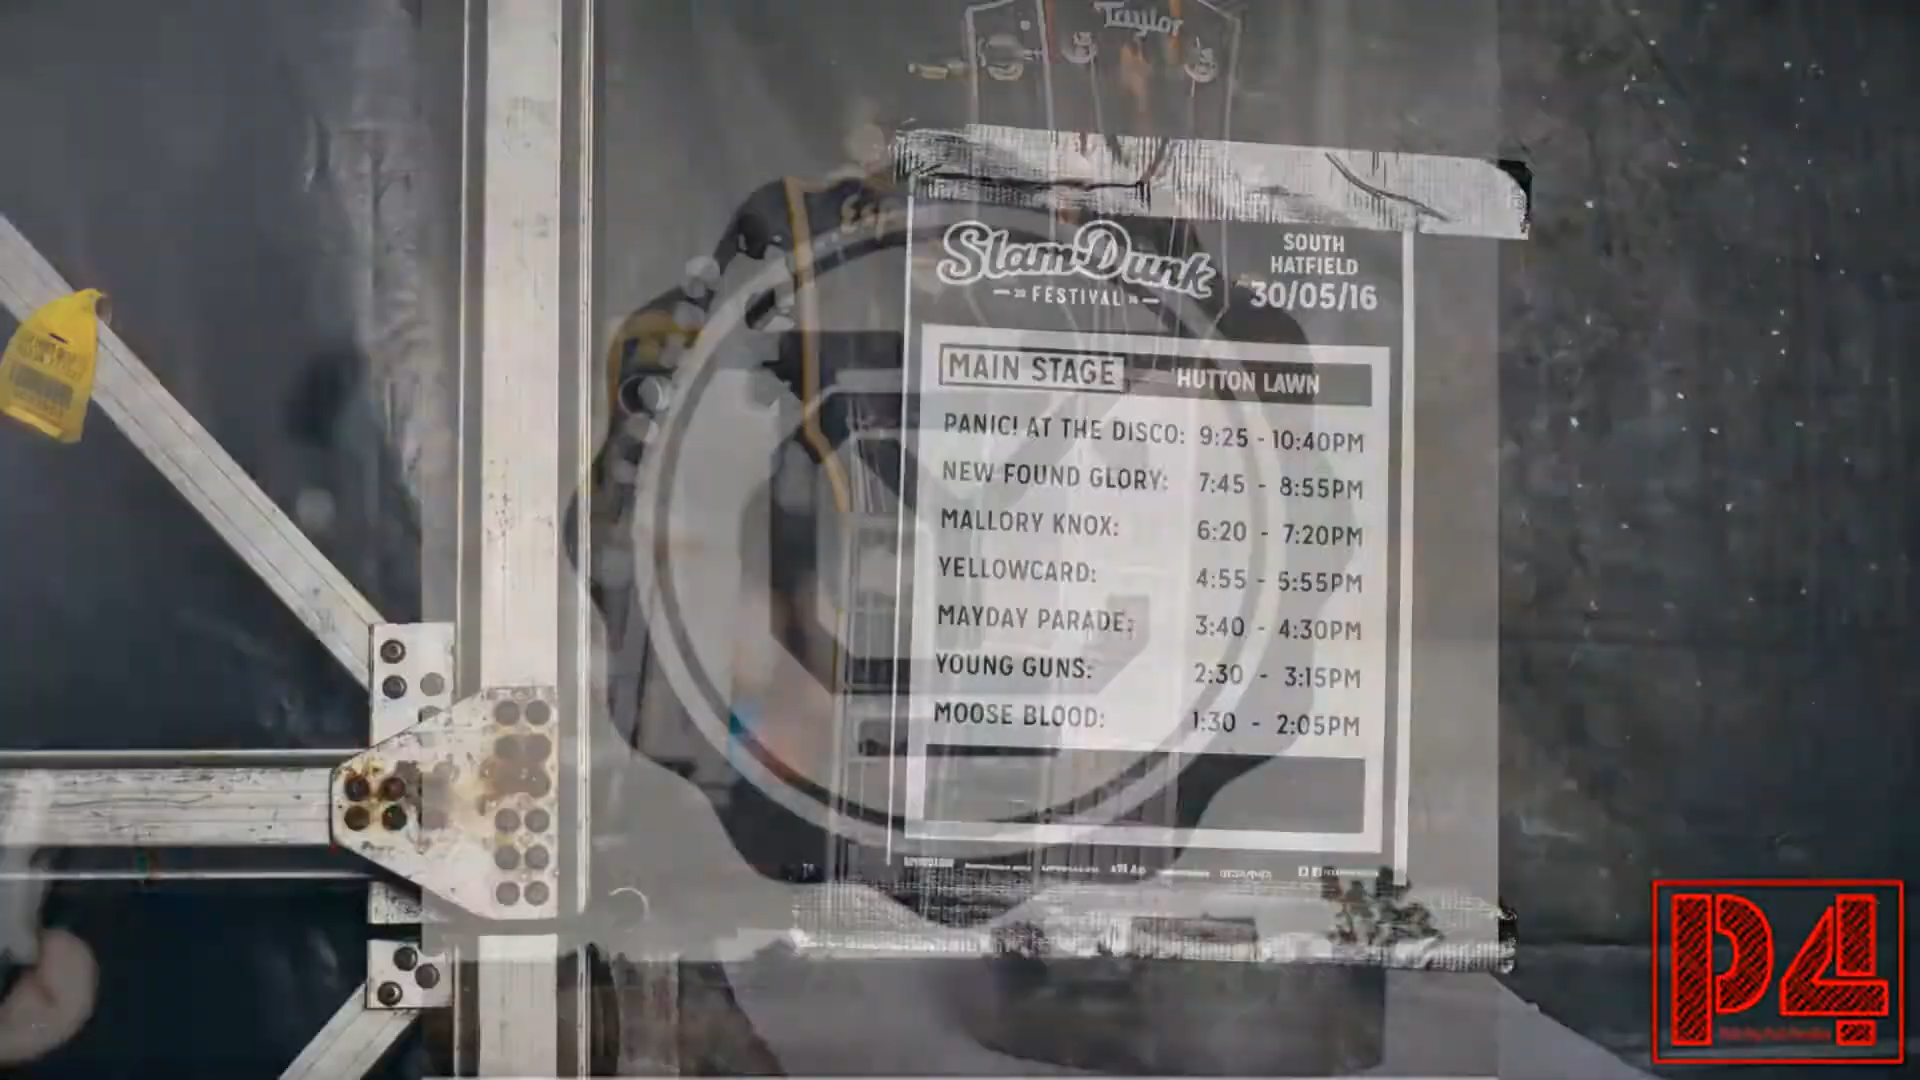 Taylor
Slam Dunk
FESTIVAL
SOUTH
HATFIELD
30/05/16
MAIN STAGE
HUTTON LAWN
PANIC! AT THE DISCO: 9:25 - 10:40PM
NEW FOUND GLORY: 7:45 - 8:55PM
MALLORY KNOX: 6:20 - 7:20PM
YELLOWCARD: 4:55 - 5:55PM
MAYDAY PARADE: 3:40 - 4:30PM
YOUNG GUNS: 2:30 - 3:15PM
MOOSE BLOOD: 1:30 - 2:05PM
P4